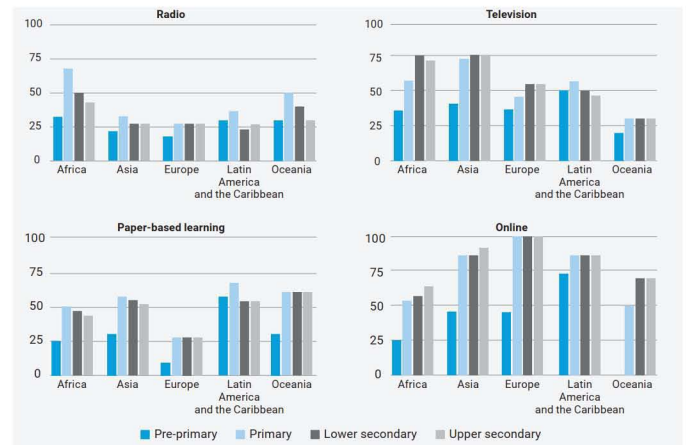 Radio
100
75
50
25
0
Africa
Asia
Europe
Latin
America
and the Caribbean
Oceania
Television
100
75
50
25
0
Africa
Asia
Europe
Latin
America
and the Caribbean
Oceania
Paper-based learning
100
75
50
25
0
Africa
Asia
Europe
Latin
America
and the Caribbean
Oceania
Online
100
75
50
25
0
Africa
Asia
Europe
Latin
America
and the Caribbean
Oceania
Pre-primary Primary Lower secondary Upper secondary